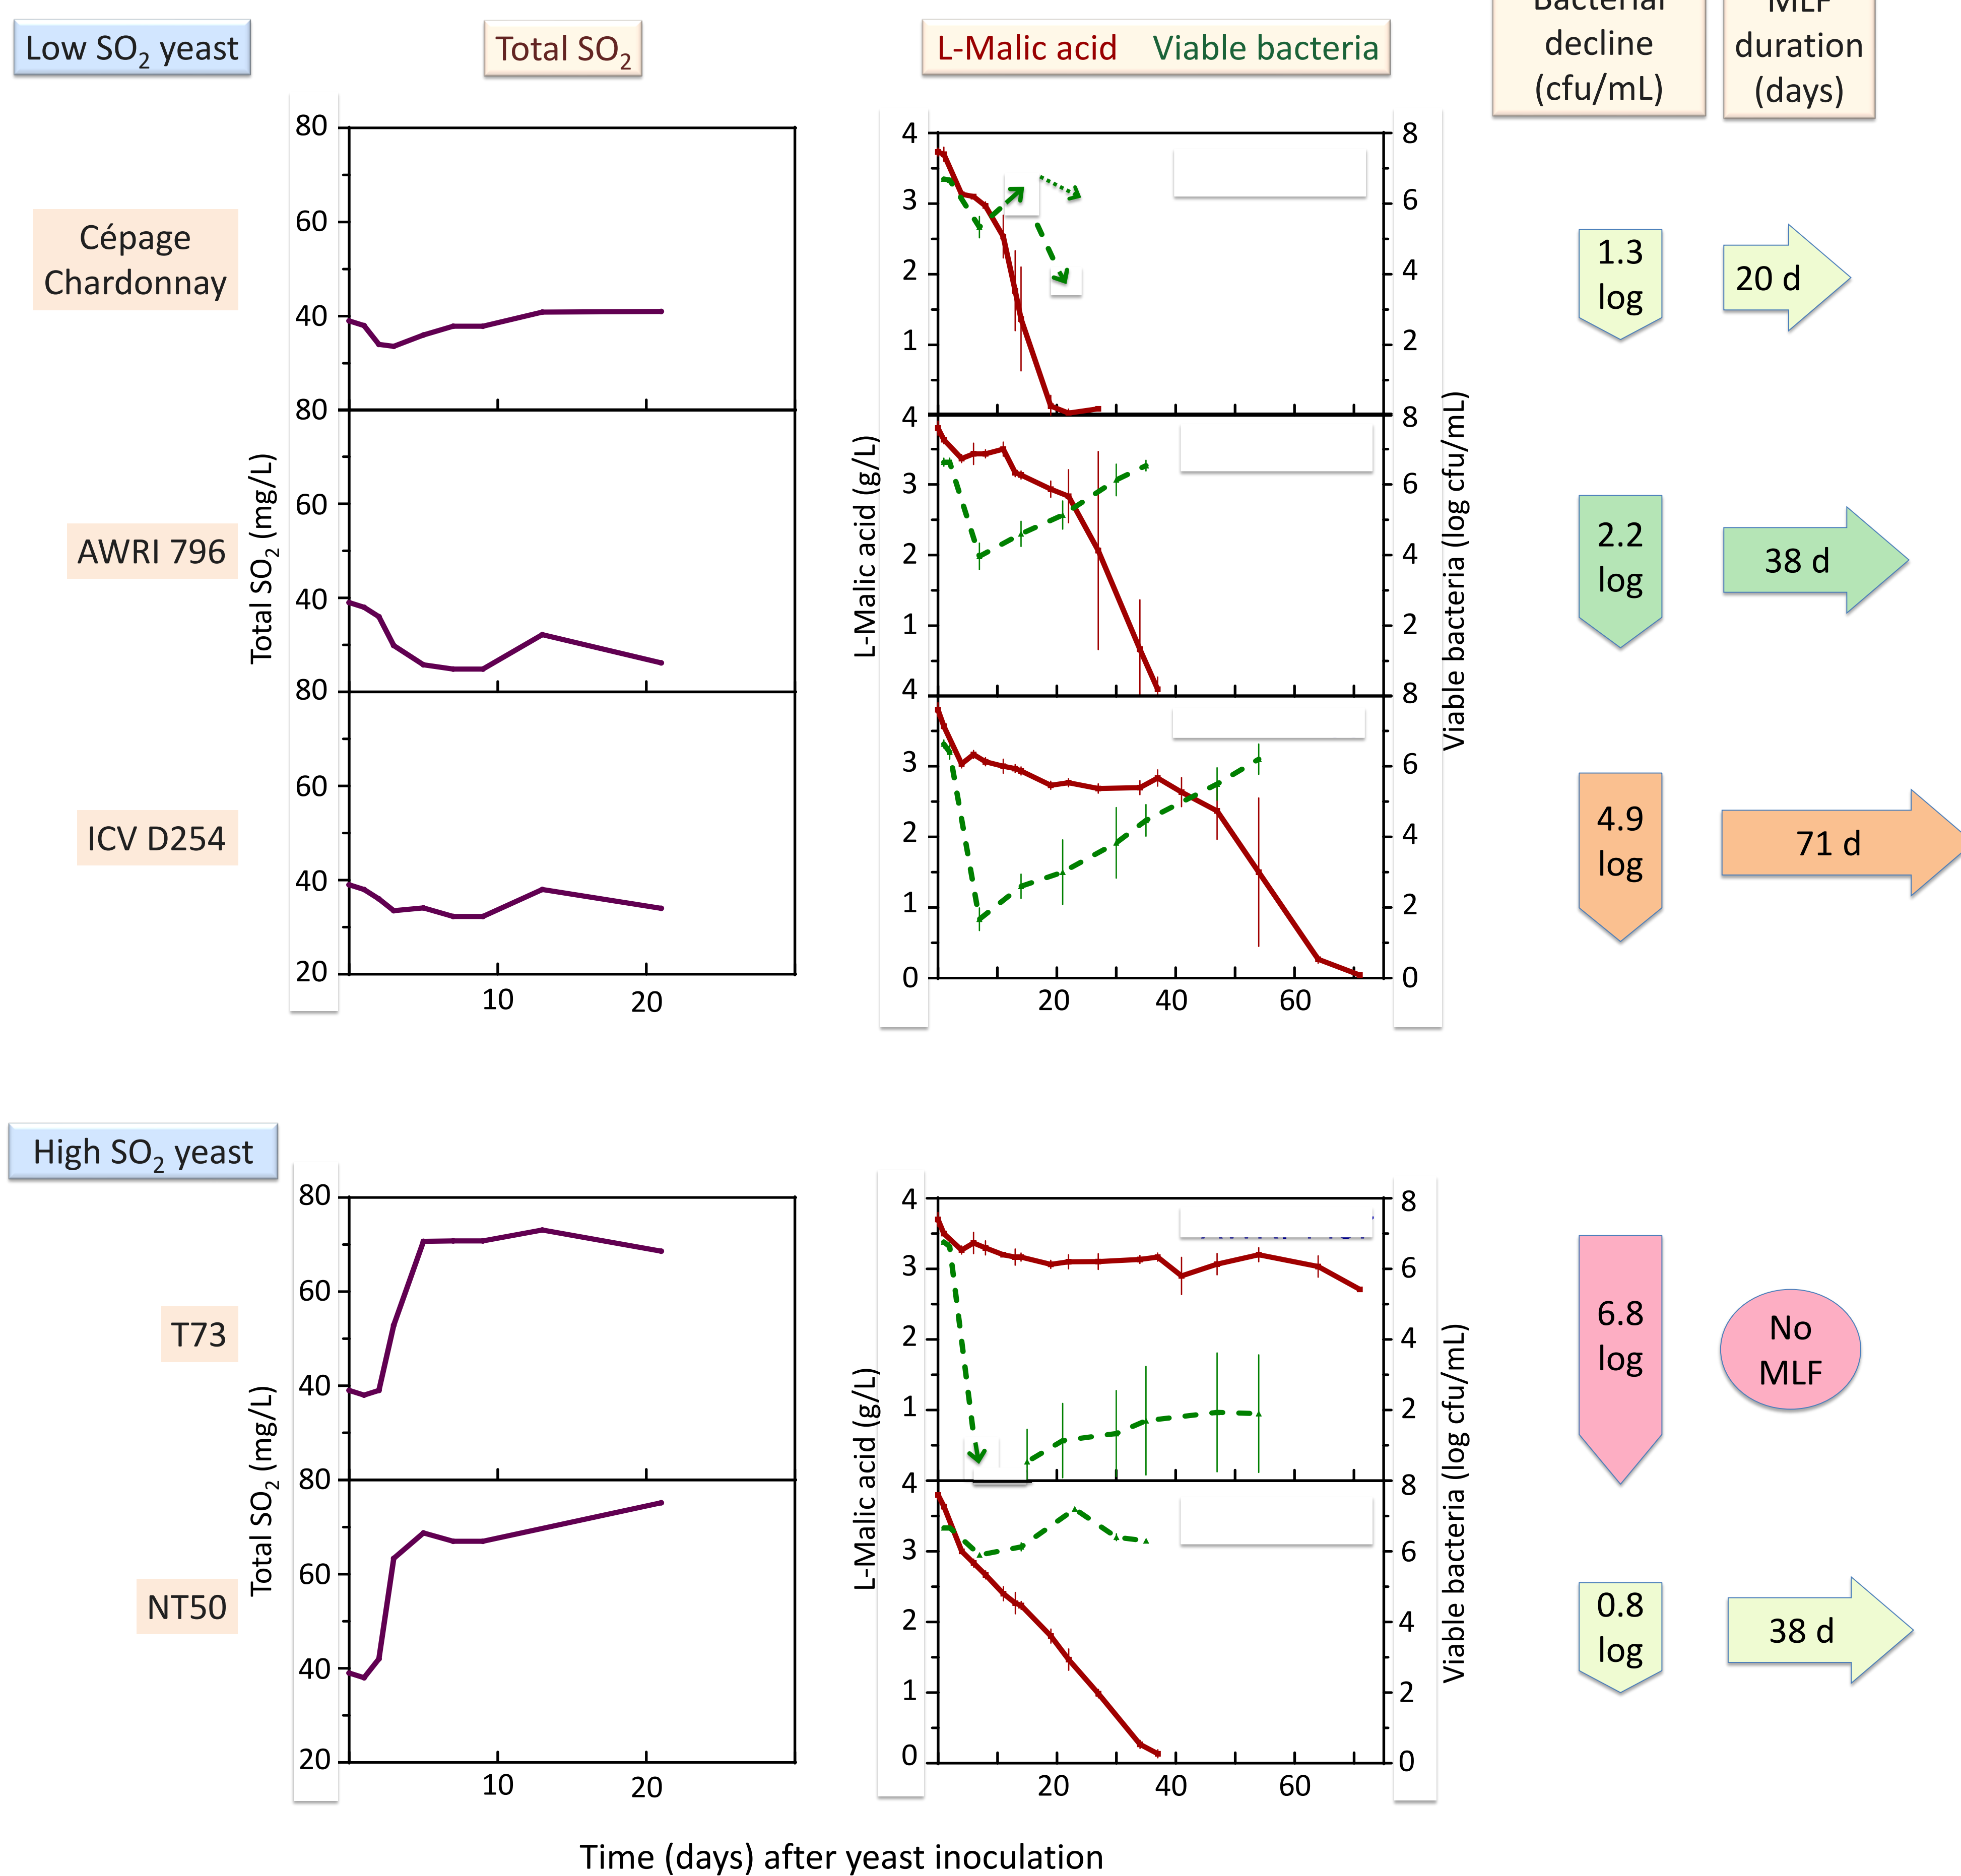 Bacterial
decline
(cfu/mL)
MLF
duration
(days)
Low SO₂ yeast
Total SO₂
L-Malic acid Viable bacteria
Cépage
Chardonnay
AWRI 796
ICV D254
Total SO₂ (mg/L)
80
60
40
80
60
40
80
60
40
20
10 20
L-Malic acid (g/L)
4
3
2
1
4
3
2
1
4
3
2
1
0
20 40 60
8
6
4
2
8
6
4
2
8
6
4
2
0
Viable bacteria (log cfu/mL)
1.3
log
20 d
2.2
log
38 d
4.9
log
71 d
High SO₂ yeast
T73
NT50
Total SO₂ (mg/L)
80
60
40
80
60
40
20
10 20
L-Malic acid (g/L)
4
3
2
1
4
3
2
1
0
20 40 60
8
6
4
2
8
6
4
2
0
Viable bacteria (log cfu/mL)
6.8
log
No
MLF
0.8
log
38 d
Time (days) after yeast inoculation